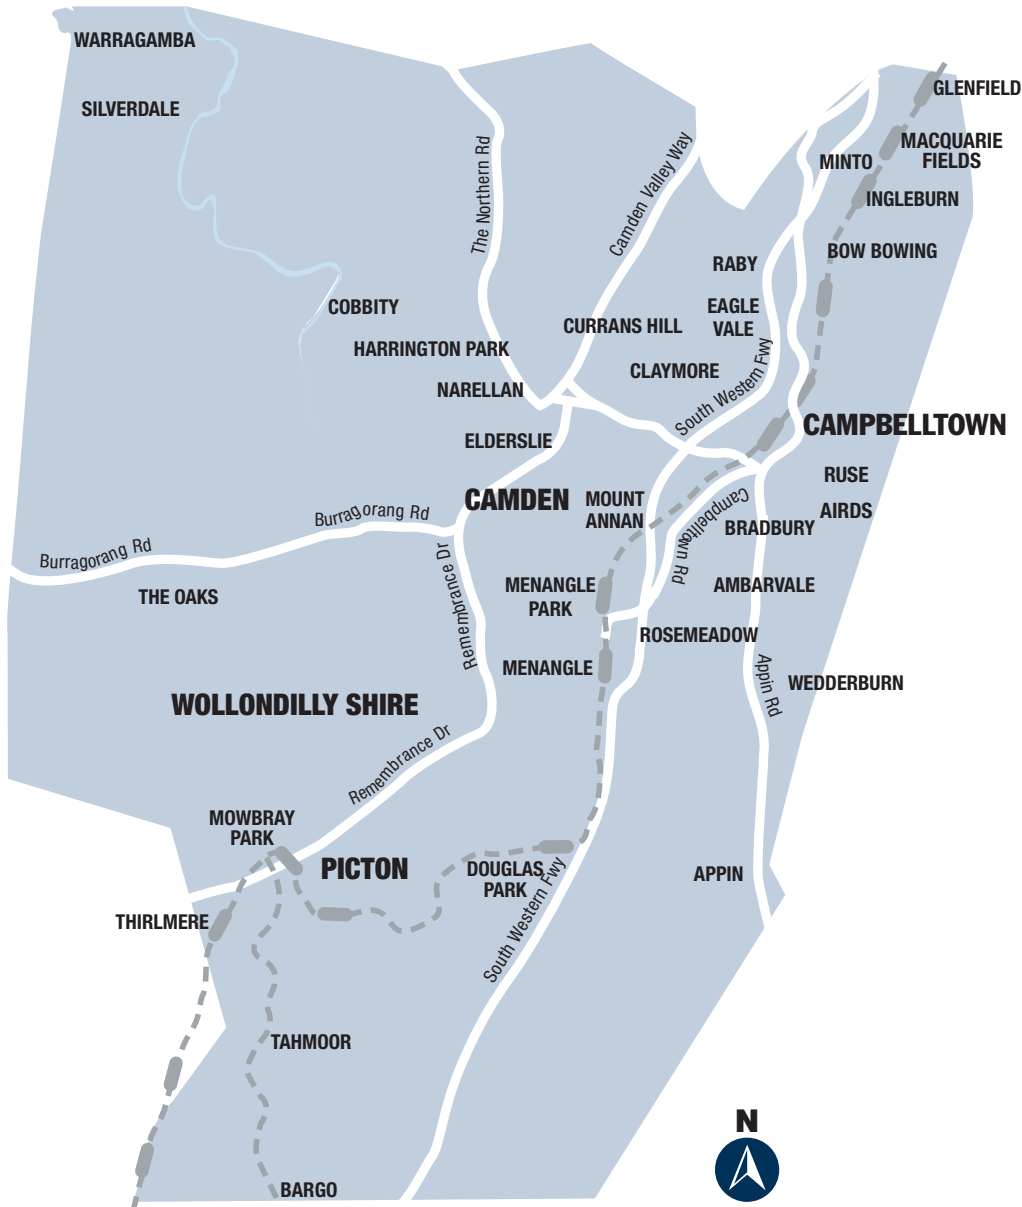 WARRAGAMBA
GLENFIELD
SILVERDALE
MACQUARIE
FIELDS
MINTO
The Northern Rd
Camden Valley Way
INGLEBURN
BOW BOWING
RABY
COBBITY
EAGLE
VALE
CURRANS HILL
HARRINGTON PARK
CLAYMORE
South Western Fwy
NARELLAN
CAMPBELLTOWN
ELDERSLIE
RUSE
CAMDEN
MOUNT
ANNAN
AIRDS
Burragorang Rd
Campbelltown Rd
BRADBURY
Burragorang Rd
Remembrance Dr
THE OAKS
MENANGLE
PARK
AMBARVALE
ROSEMEADOW
MENANGLE
Appin Rd
WEDDERBURN
WOLLONDILLY SHIRE
Remembrance Dr
MOWBRAY
PARK
PICTON
DOUGLAS
PARK
APPIN
South Western Fwy
THIRLMERE
TAHMOOR
N
BARGO